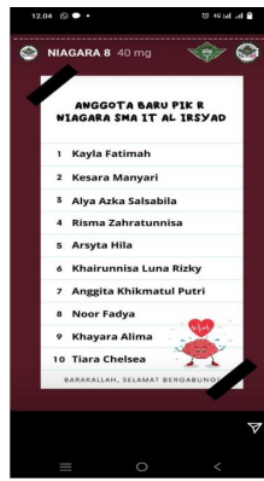 12.04
NIAGARA 8 40 mg
ANGGOTA BARU PIK R
NIAGARA SMA IT AL IRSYAD
1 Kayla Fatimah
2 Kesara Manyari
3 Alya Azka Salsabila
4 Risma Zahratunnisa
5 Arsyta Hila
6 Khairunnisa Luna Rizky
7 Anggita Khikmatul Putri
8 Noor Fadya
9 Khayara Alima
10 Tiara Chelsea
BARAKALLAH, SELAMAT BERGABUNG!